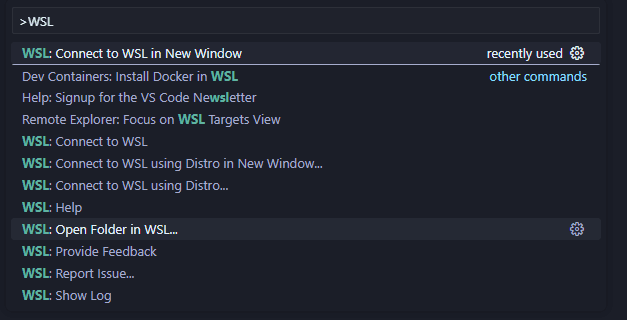 >WSL
WSL: Connect to WSL in New Window recently used
Dev Containers: Install Docker in WSL other commands
Help: Signup for the VS Code Newsletter
Remote Explorer: Focus on WSL Targets View
WSL: Connect to WSL
WSL: Connect to WSL using Distro in New Window...
WSL: Connect to WSL using Distro...
WSL: Help
WSL: Open Folder in WSL...
WSL: Provide Feedback
WSL: Report Issue...
WSL: Show Log